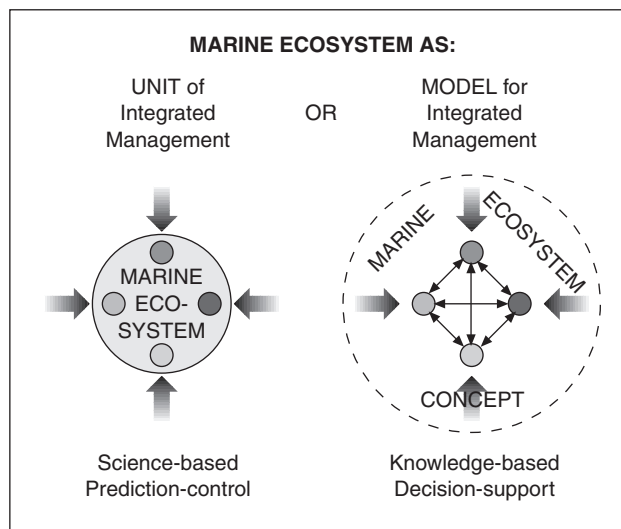 MARINE ECOSYSTEM AS:
UNIT of
Integrated
Management
OR
MODEL for
Integrated
Management
MARINE
ECO-
SYSTEM
MARINE
ECOSYSTEM
CONCEPT
Science-based
Prediction-control
Knowledge-based
Decision-support